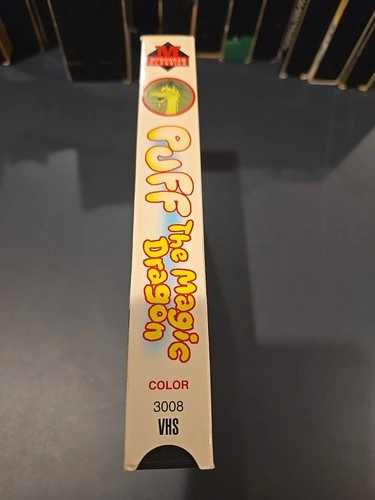 M
PUFF
The Magic
Dragon
COLOR
3008
VHS